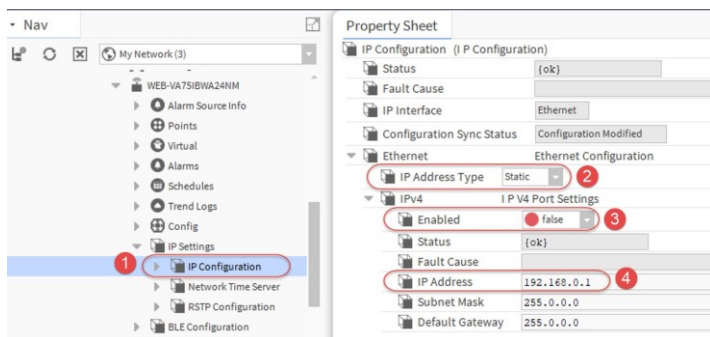 Nav
My Network (3)
WEB-VA75IBWA24NM
Alarm Source Info
Points
Virtual
Alarms
Schedules
Trend Logs
Config
IP Settings
1 IP Configuration
Network Time Server
RSTP Configuration
BLE Configuration
Property Sheet
IP Configuration (I P Configuration)
Status {ok}
Fault Cause
IP Interface Ethernet
Configuration Sync Status Configuration Modified
Ethernet Ethernet Configuration
IP Address Type Static 2
IPv4 I P V4 Port Settings
Enabled false 3
Status {ok}
Fault Cause
IP Address 192.168.0.1 4
Subnet Mask 255.0.0.0
Default Gateway 255.0.0.0